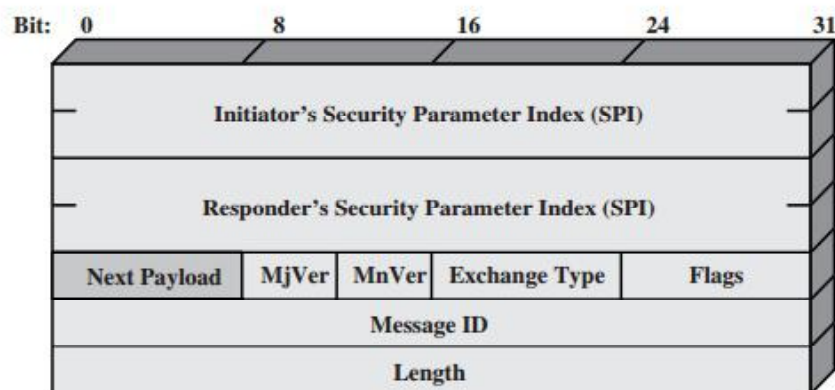 Bit: 0 8 16 24 31
Initiator's Security Parameter Index (SPI)
Responder's Security Parameter Index (SPI)
Next Payload MjVer MnVer Exchange Type Flags
Message ID
Length